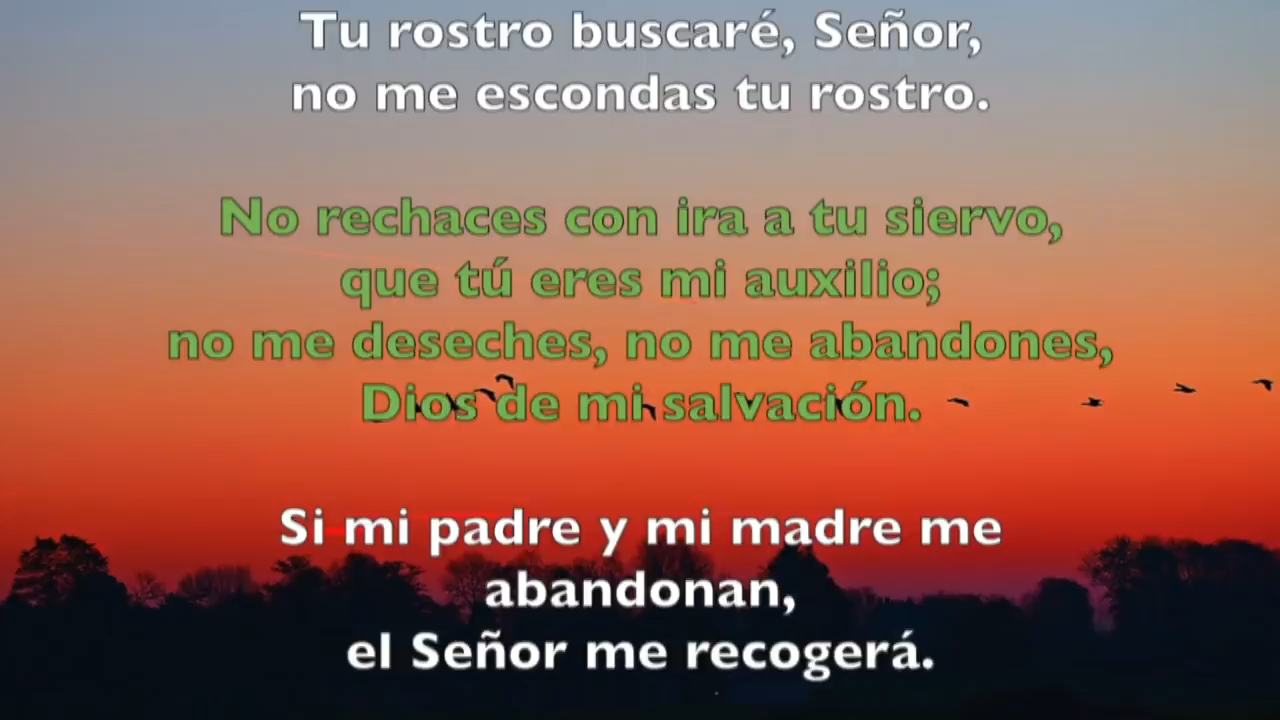 Tu rostro buscaré, Señor,
no me escondas tu rostro.
No rechaces con ira a tu siervo,
que tú eres mi auxilio;
no me deseches, no me abandones,
Dios de mi salvación.
Si mi padre y mi madre me
abandonan,
el Señor me recogerá.